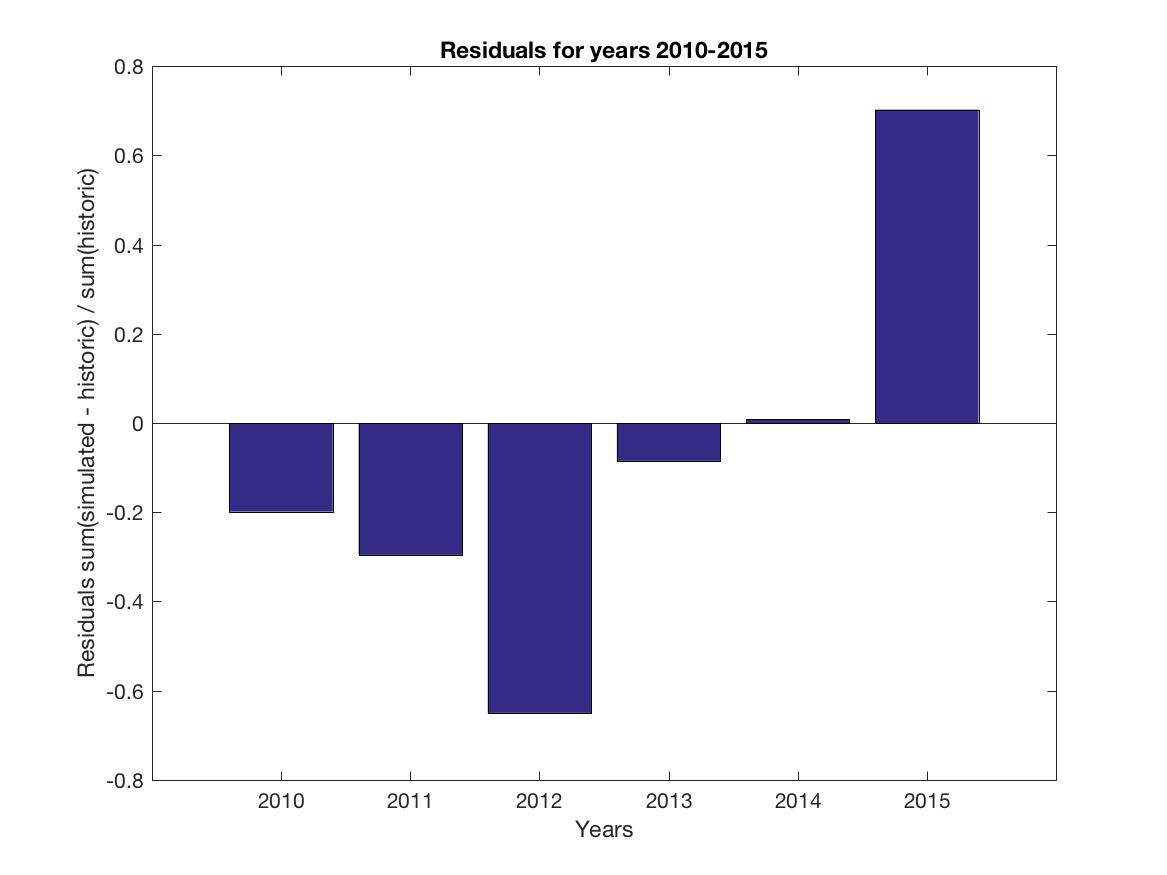 Residuals for years 2010-2015
Residuals sum(simulated - historic) / sum(historic)
0.8
0.6
0.4
0.2
0
-0.2
-0.4
-0.6
-0.8
2010 2011 2012 2013 2014 2015
Years